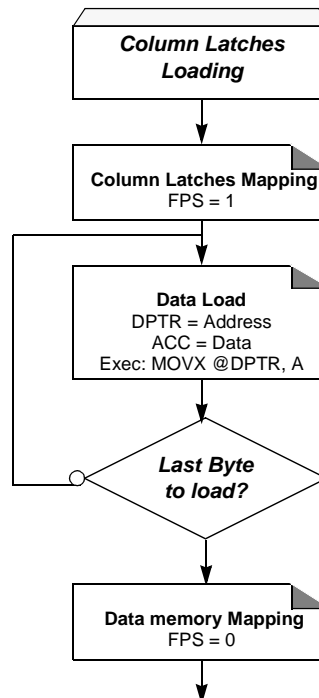 Column Latches
Loading
Column Latches Mapping
FPS = 1
Data Load
DPTR = Address
ACC = Data
Exec: MOVX @DPTR, A
Last Byte
to load?
Data memory Mapping
FPS = 0